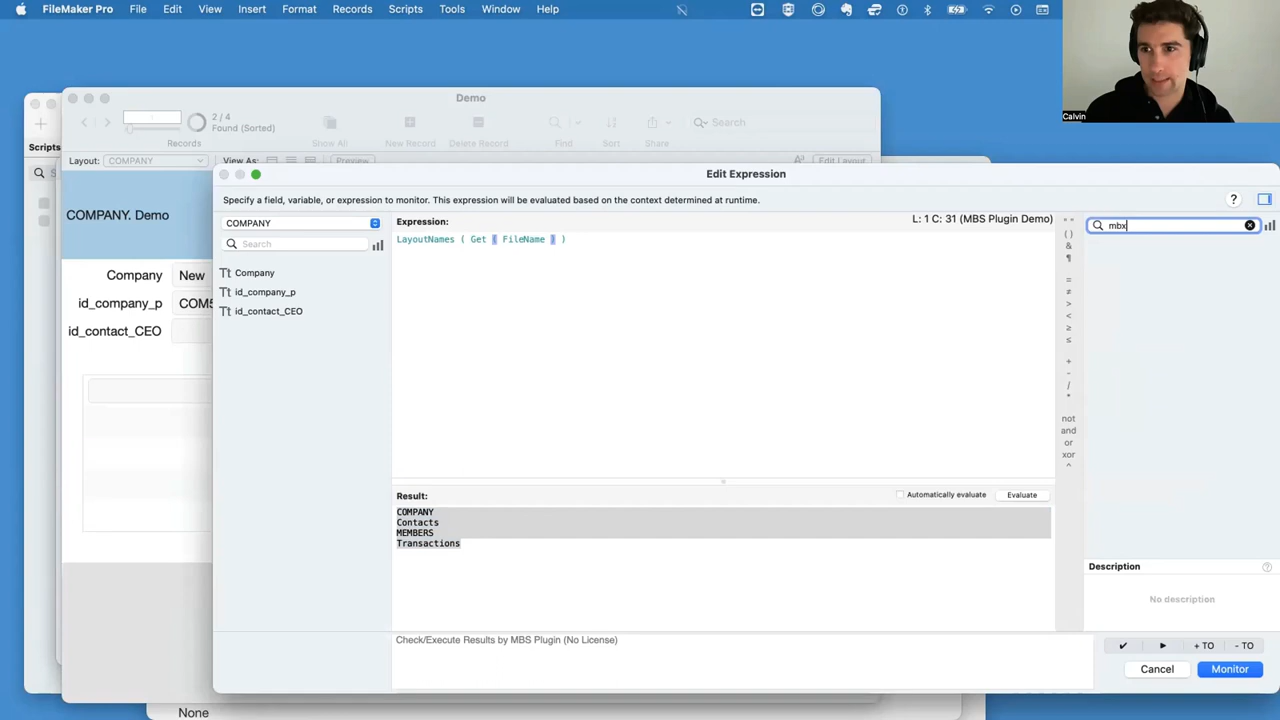 FileMaker Pro File Edit View Insert Format Records Scripts Tools Window Help
Calvin
Demo
2 / 4
Found (Sorted)
Search
Records Show All New Record Delete Record Find Sort Share
Scripts
Layout: COMPANY View As: Preview Edit Layout
Edit Expression
Specify a field, variable, or expression to monitor. This expression will be evaluated based on the context determined at runtime.
COMPANY. Demo
COMPANY
Expression:
L: 1 C: 31 (MBS Plugin Demo)
mbx
Search
LayoutNames ( Get ( FileName ) )
Company New
Company
id_company_p COM5
id_company_p
id_contact_CEO
id_contact_CEO
" "
( )
&
¶
=
≠
>
<
≥
≤
+
-
/
*
not
and
or
xor
^
Result:
Automatically evaluate
Evaluate
COMPANY
Contacts
MEMBERS
Transactions
Description
No description
Check/Execute Results by MBS Plugin (No License)
+ TO - TO
Cancel Monitor
None